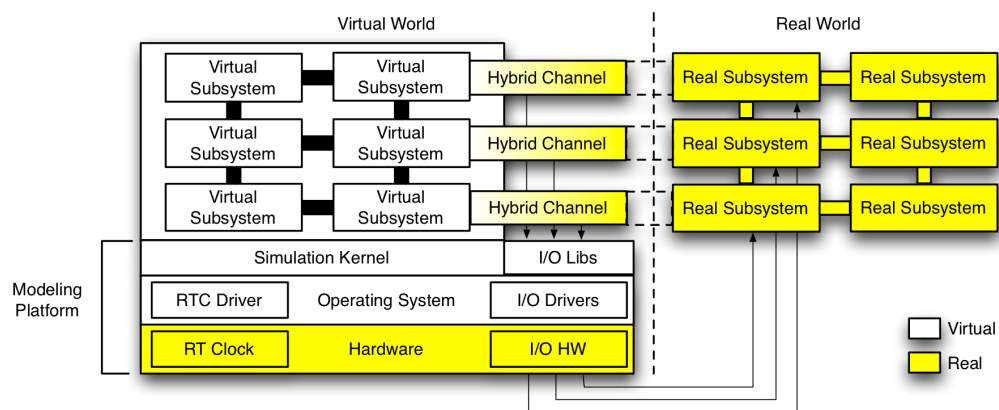 Virtual World
Real World
Virtual
Subsystem
Virtual
Subsystem
Hybrid Channel
Real Subsystem
Real Subsystem
Virtual
Subsystem
Virtual
Subsystem
Hybrid Channel
Real Subsystem
Real Subsystem
Virtual
Subsystem
Virtual
Subsystem
Hybrid Channel
Real Subsystem
Real Subsystem
Simulation Kernel
I/O Libs
Modeling
Platform
RTC Driver
Operating System
I/O Drivers
RT Clock
Hardware
I/O HW
Virtual
Real